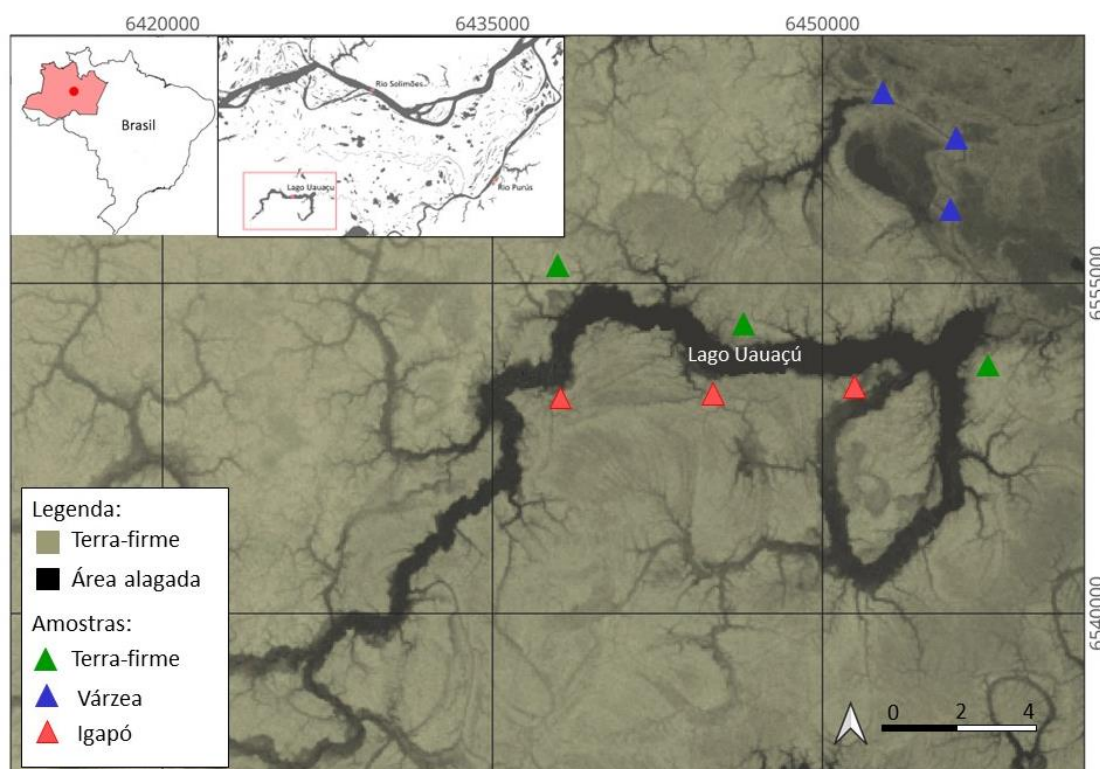 6420000
6435000
6450000
Brasil
Rio Solimões
Lago Uauaçu
Rio Purús
6555000
Lago Uauaçú
6540000
Legenda:
Terra-firme
Área alagada
Amostras:
Terra-firme
Várzea
Igapó
0 2 4